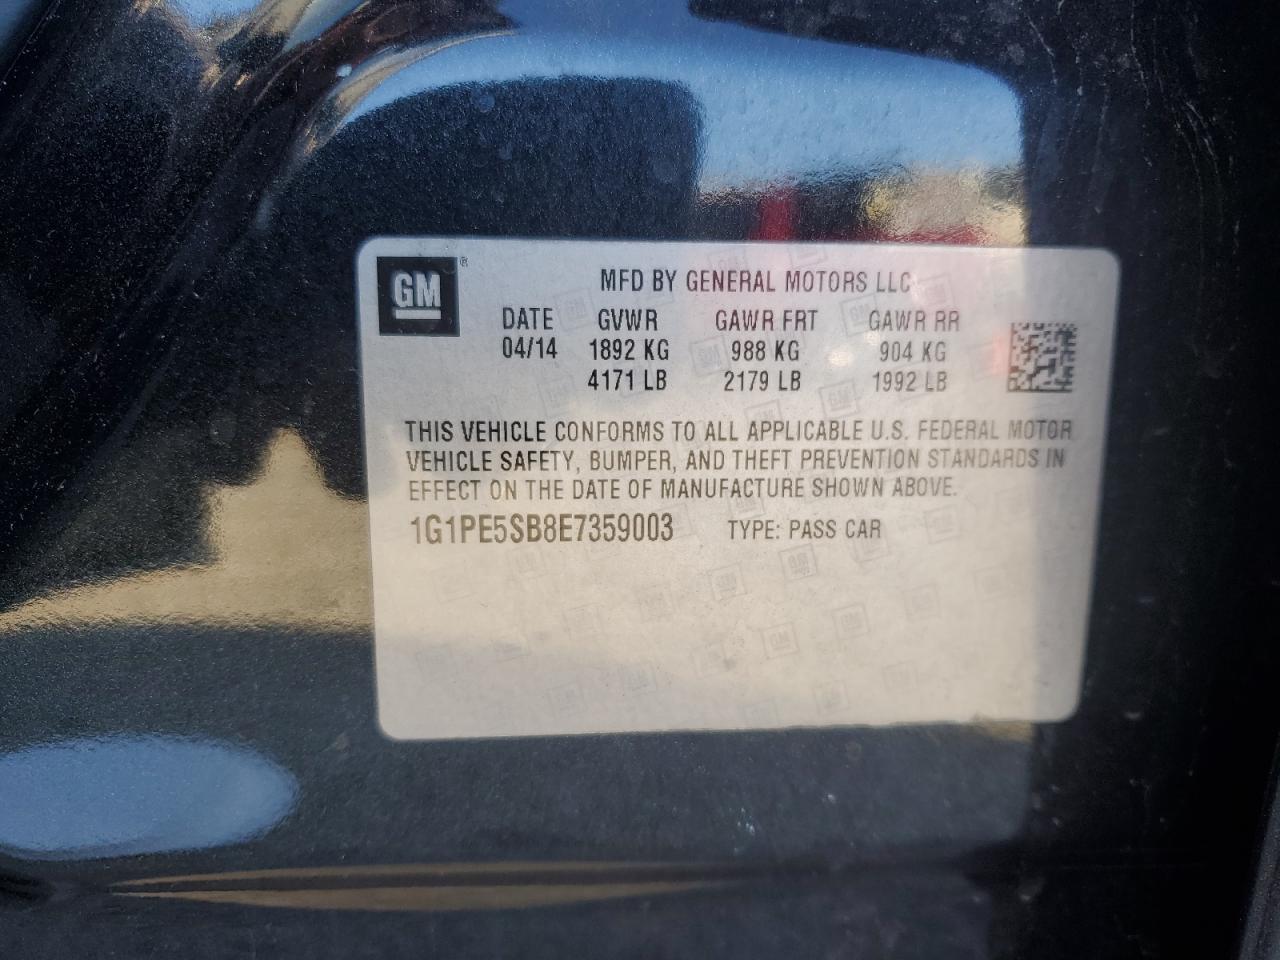 GM ®
MFD BY GENERAL MOTORS LLC
DATE GVWR GAWR FRT GAWR RR
04/14 1892 KG 988 KG 904 KG
4171 LB 2179 LB 1992 LB
THIS VEHICLE CONFORMS TO ALL APPLICABLE U.S. FEDERAL MOTOR
VEHICLE SAFETY, BUMPER, AND THEFT PREVENTION STANDARDS IN
EFFECT ON THE DATE OF MANUFACTURE SHOWN ABOVE.
1G1PE5SB8E7359003 TYPE: PASS CAR